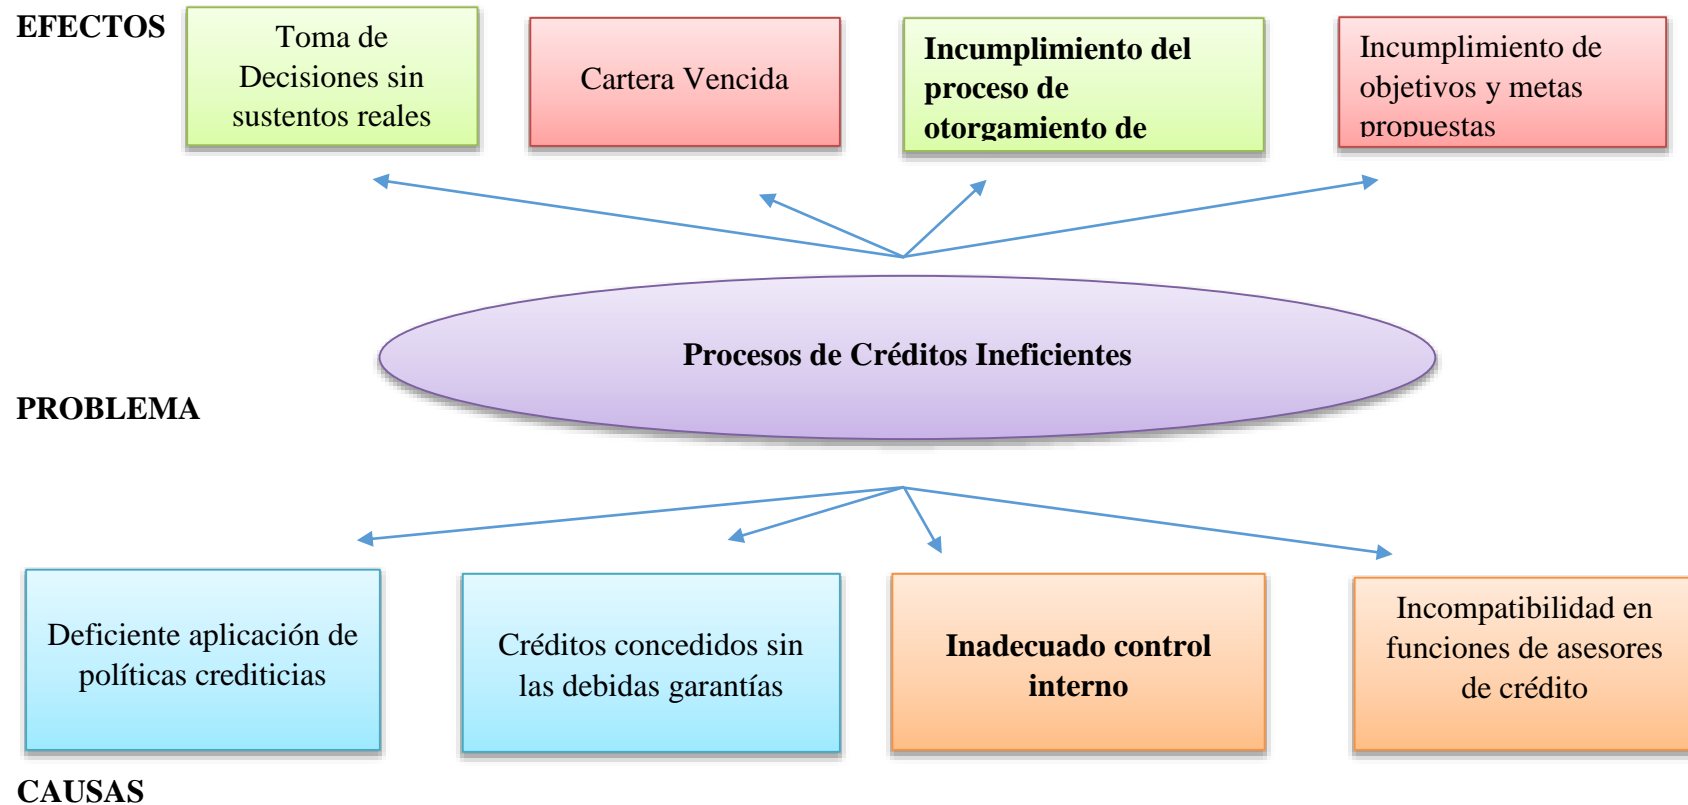 EFECTOS
Toma de
Decisiones sin
sustentos reales
Cartera Vencida
Incumplimiento del
proceso de
otorgamiento de
Incumplimiento de
objetivos y metas
propuestas
Procesos de Créditos Ineficientes
PROBLEMA
Deficiente aplicación de
políticas crediticias
Créditos concedidos sin
las debidas garantías
Inadecuado control
interno
Incompatibilidad en
funciones de asesores
de crédito
CAUSAS